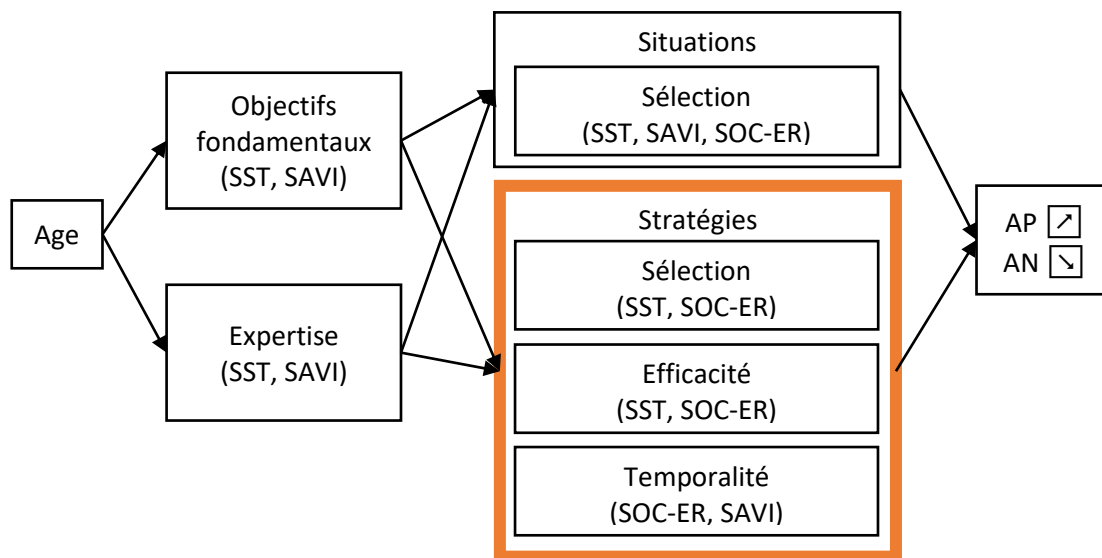 Age
Objectifs
fondamentaux
(SST, SAVI)
Expertise
(SST, SAVI)
Situations
Sélection
(SST, SAVI, SOC-ER)
Stratégies
Sélection
(SST, SOC-ER)
Efficacité
(SST, SOC-ER)
Temporalité
(SOC-ER, SAVI)
AP ↗
AN ↘